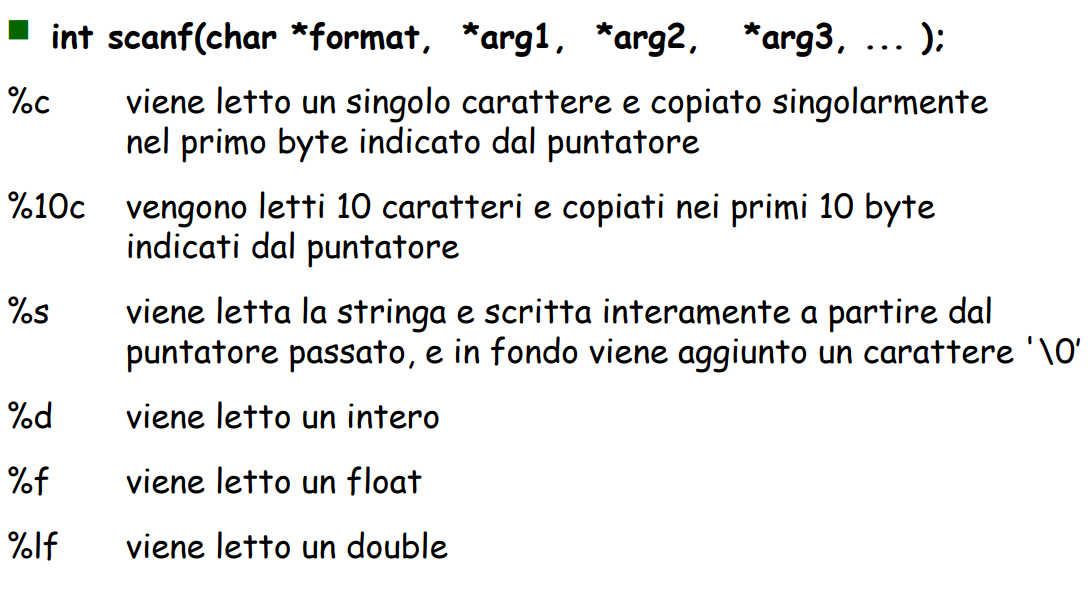 int scanf(char *format, *arg1, *arg2, *arg3, ... );
%c viene letto un singolo carattere e copiato singolarmente
nel primo byte indicato dal puntatore
%10c vengono letti 10 caratteri e copiati nei primi 10 byte
indicati dal puntatore
%s viene letta la stringa e scritta interamente a partire dal
puntatore passato, e in fondo viene aggiunto un carattere '\0’
%d viene letto un intero
%f viene letto un float
%lf viene letto un double